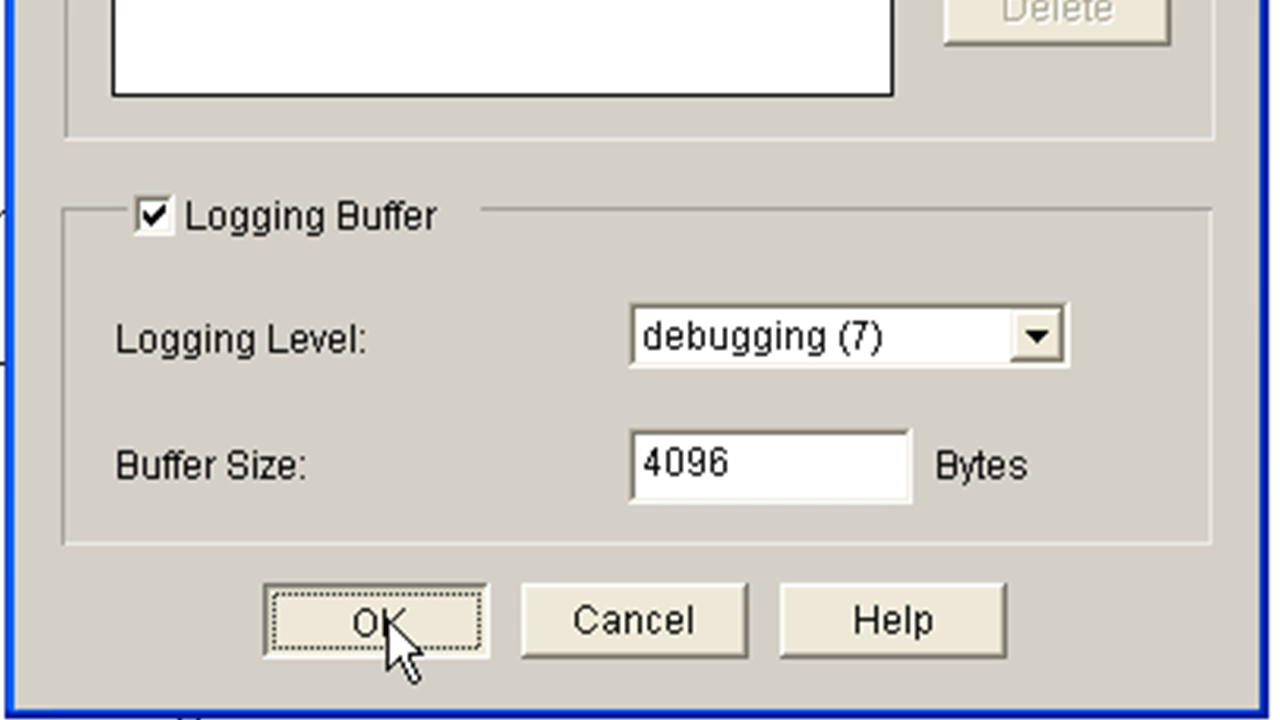 Delete
Logging Buffer
Logging Level: debugging (7)
Buffer Size: 4096 Bytes
OK Cancel Help